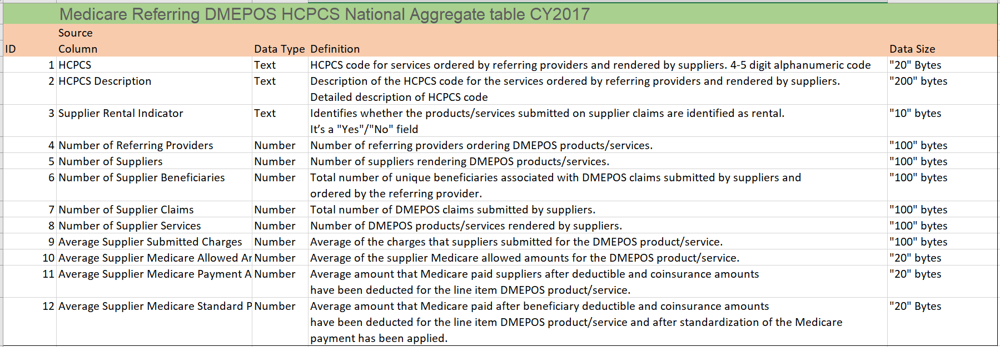 Medicare Referring DMEPOS HCPCS National Aggregate table CY2017
Source
ID Column Data Type Definition Data Size
1 HCPCS Text HCPCS code for services ordered by referring providers and rendered by suppliers. 4-5 digit alphanumeric code "20" Bytes
2 HCPCS Description Text Description of the HCPCS code for the services ordered by referring providers and rendered by suppliers. "200" bytes
Detailed description of HCPCS code
3 Supplier Rental Indicator Text Identifies whether the products/services submitted on supplier claims are identified as rental. "10" bytes
It’s a "Yes"/"No" field
4 Number of Referring Providers Number Number of referring providers ordering DMEPOS products/services. "100" bytes
5 Number of Suppliers Number Number of suppliers rendering DMEPOS products/services. "100" bytes
6 Number of Supplier Beneficiaries Number Total number of unique beneficiaries associated with DMEPOS claims submitted by suppliers and "100" bytes
ordered by the referring provider.
7 Number of Supplier Claims Number Total number of DMEPOS claims submitted by suppliers. "100" bytes
8 Number of Supplier Services Number Number of DMEPOS products/services rendered by suppliers. "100" bytes
9 Average Supplier Submitted Charges Number Average of the charges that suppliers submitted for the DMEPOS product/service. "100" bytes
10 Average Supplier Medicare Allowed Ar Number Average of the supplier Medicare allowed amounts for the DMEPOS product/service. "20" bytes
11 Average Supplier Medicare Payment A Number Average amount that Medicare paid suppliers after deductible and coinsurance amounts "20" bytes
have been deducted for the line item DMEPOS product/service.
12 Average Supplier Medicare Standard P Number Average amount that Medicare paid after beneficiary deductible and coinsurance amounts "20" Bytes
have been deducted for the line item DMEPOS product/service and after standardization of the Medicare
payment has been applied.